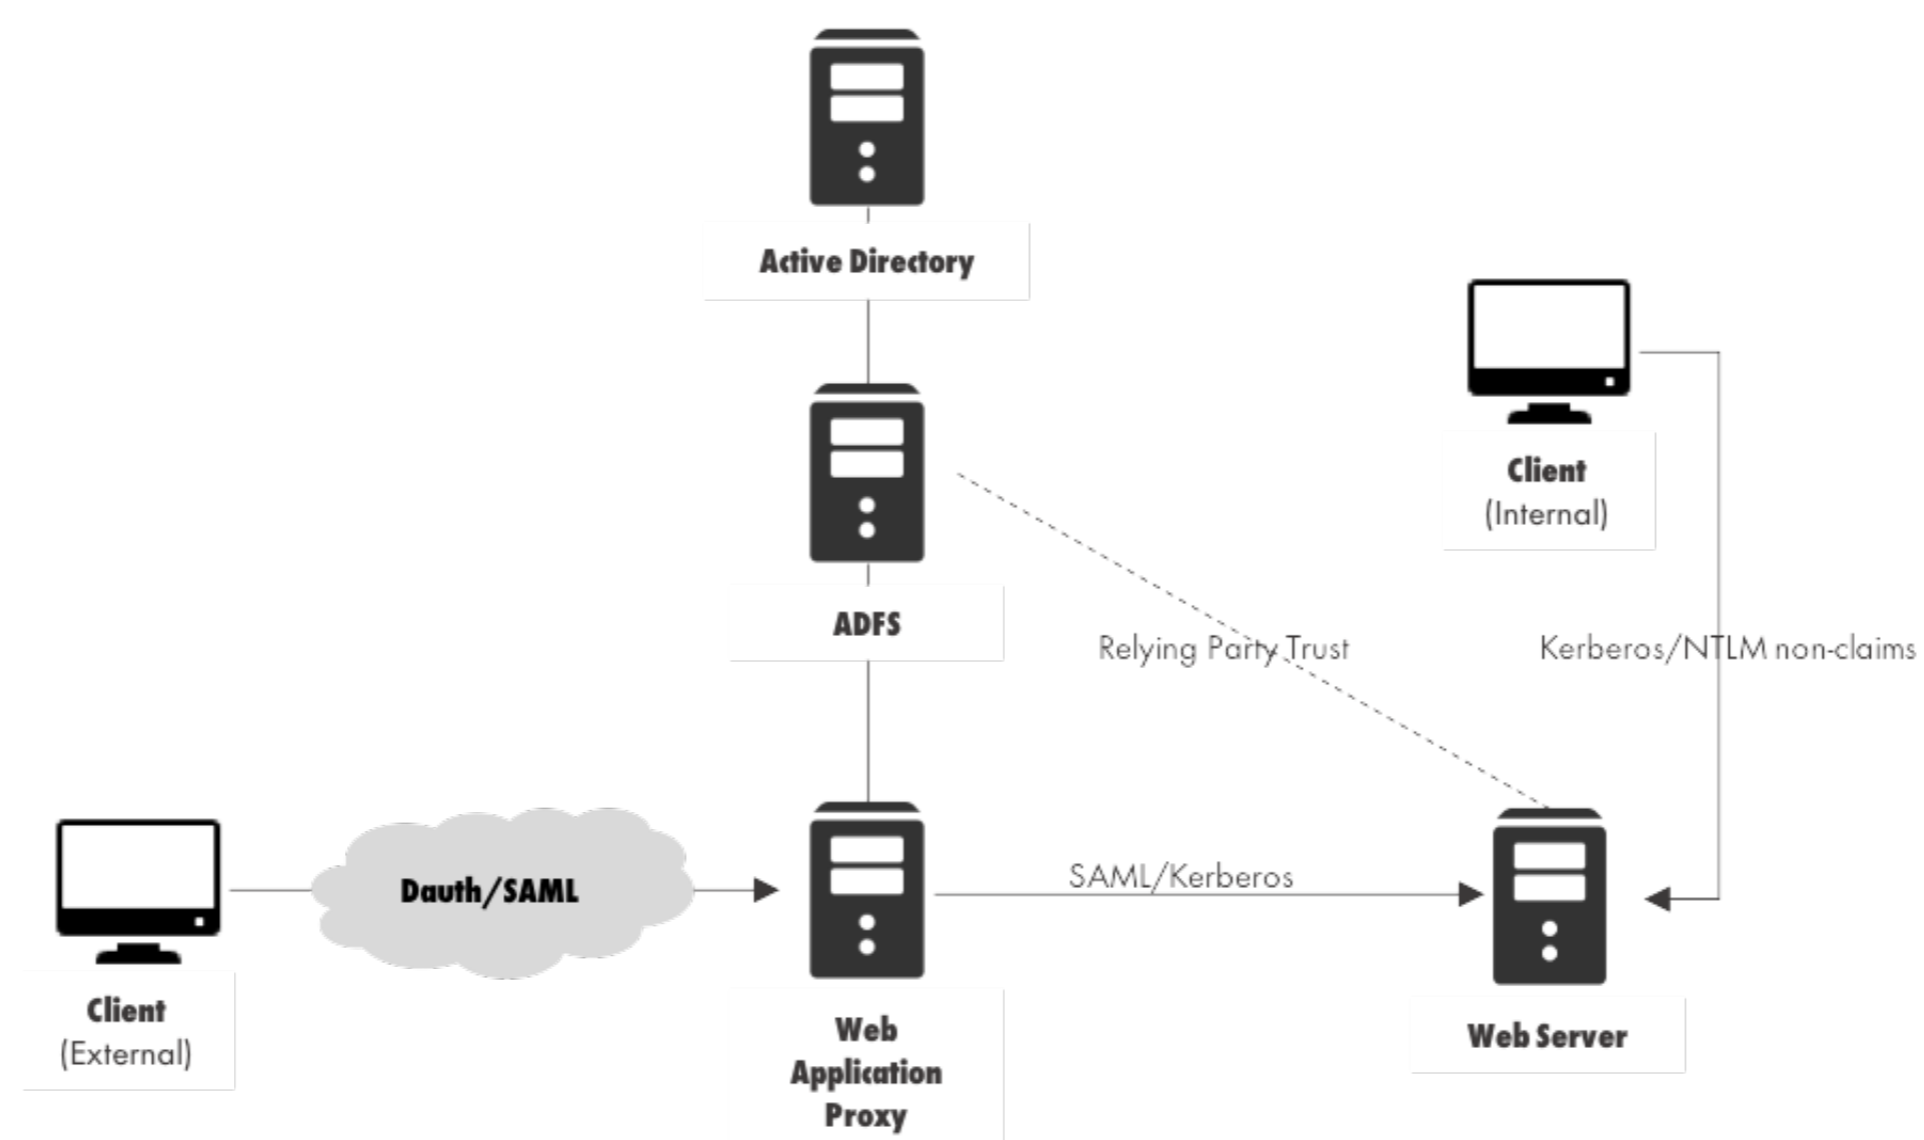 Active Directory
Client
(Internal)
ADFS
Relying Party Trust
Kerberos/NTLM non-claims
Dauth/SAML
SAML/Kerberos
Client
(External)
Web
Application
Proxy
Web Server